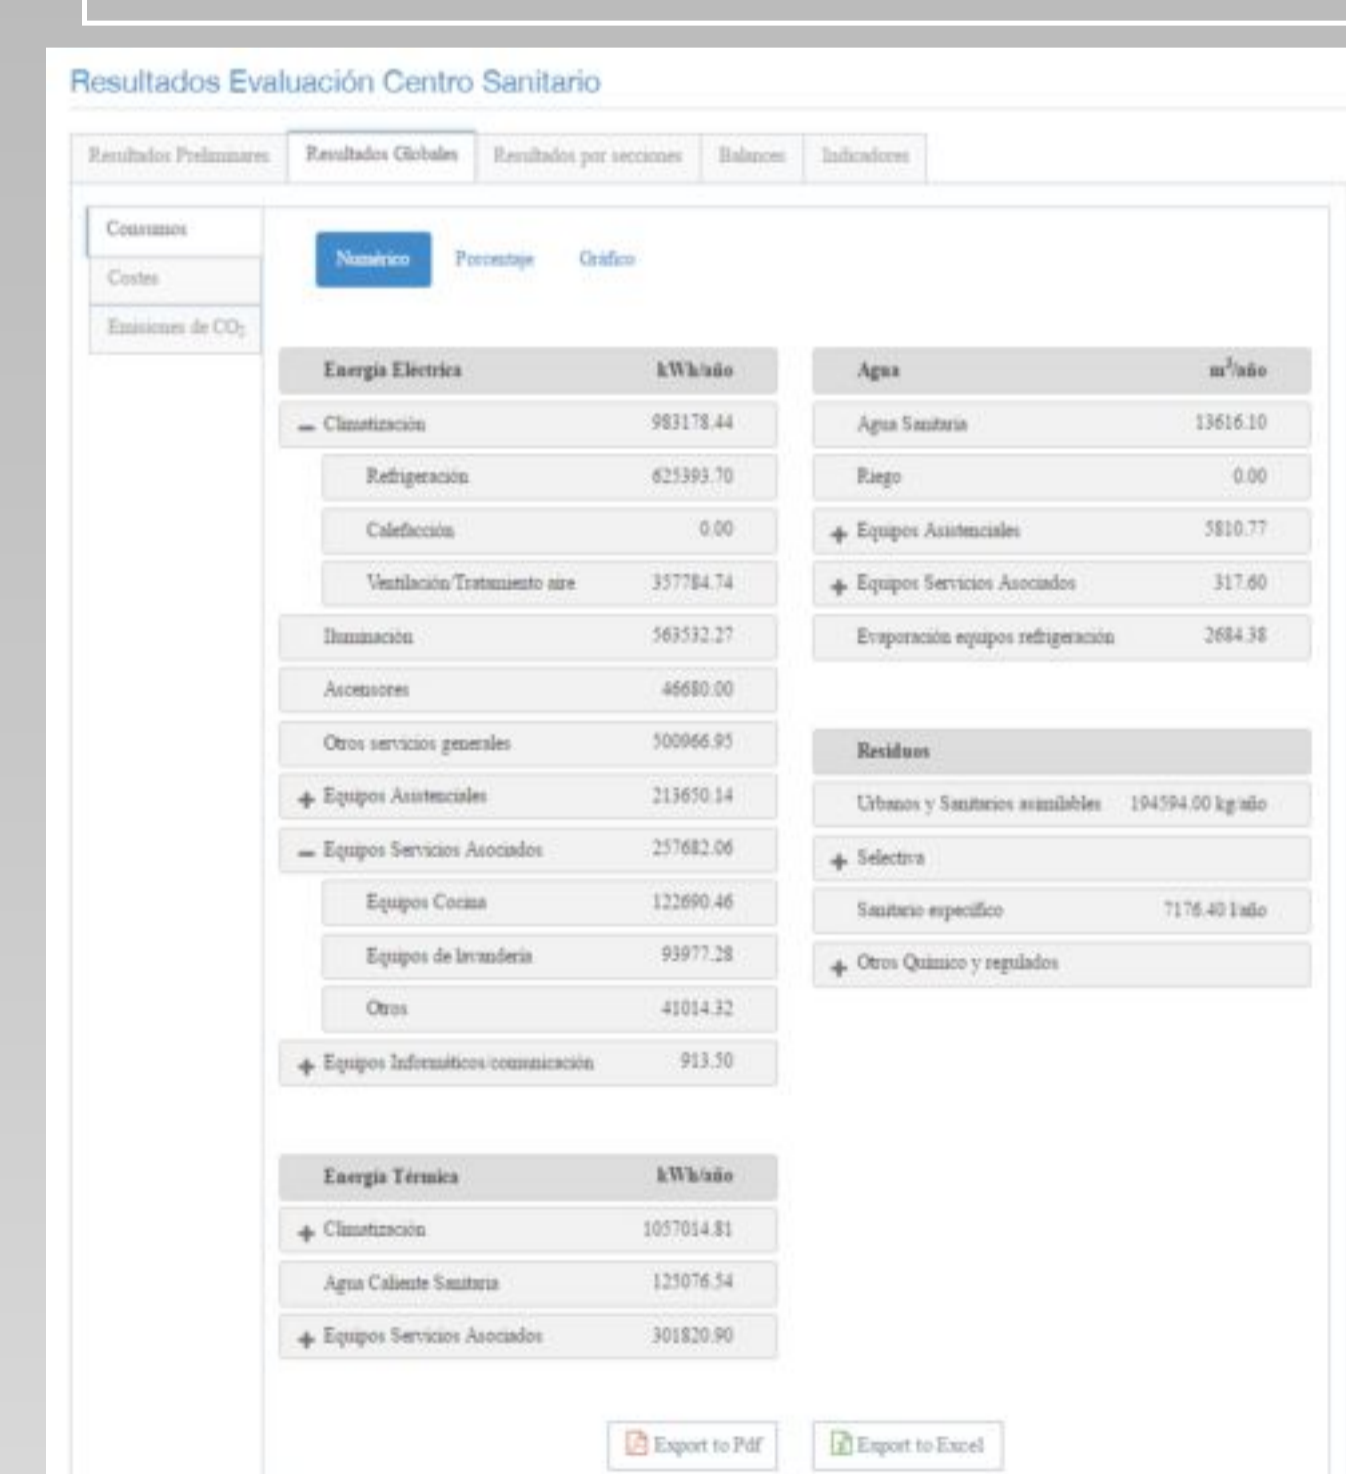 Resultados Evaluación Centro Sanitario
Resultados Preliminares Resultados Globales Resultados por secciones Balances Indicadores
Consumos
Costes
Emisiones de CO₂
Numérico Porcentaje Gráfico
Energía Eléctrica kWh/año
− Climatización 983178.44
Refrigeración 625393.70
Calefacción 0.00
Ventilación/Tratamiento aire 357784.74
Iluminación 563532.27
Ascensores 46680.00
Otros servicios generales 500966.95
+ Equipos Asistenciales 213650.14
− Equipos Servicios Asociados 257682.06
Equipos Cocina 122690.46
Equipos de lavandería 93977.28
Otros 41014.32
+ Equipos Informáticos/comunicación 913.50
Energía Térmica kWh/año
+ Climatización 1057014.81
Agua Caliente Sanitaria 125076.54
+ Equipos Servicios Asociados 301820.90
Agua m³/año
Agua Sanitaria 13616.10
Riego 0.00
+ Equipos Asistenciales 5810.77
+ Equipos Servicios Asociados 317.60
Evaporación equipos refrigeración 2684.38
Residuos
Urbanos y Sanitarios asimilables 194594.00 kg/año
+ Selectiva
Sanitario específico 7176.40 l/año
+ Otros Químico y regulados
Export to Pdf Export to Excel